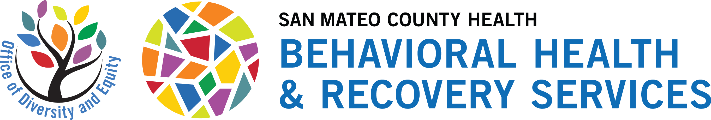 Office of Diversity and Equity
SAN MATEO COUNTY HEALTH
BEHAVIORAL HEALTH
& RECOVERY SERVICES